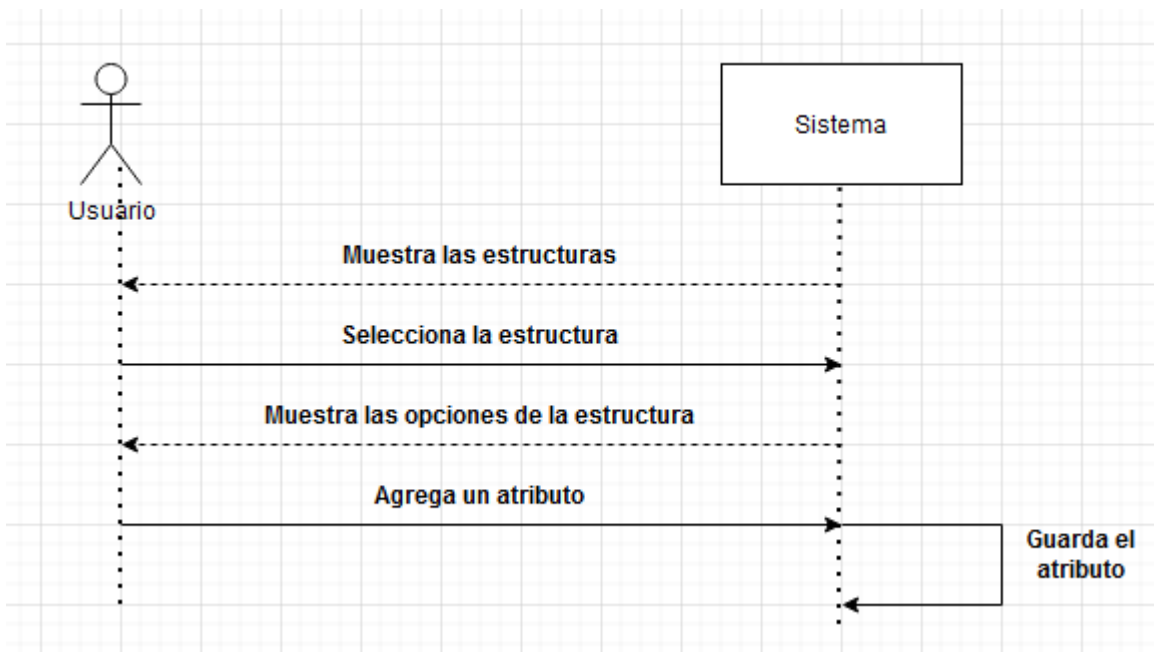 Sistema
Usuario
Muestra las estructuras
Selecciona la estructura
Muestra las opciones de la estructura
Agrega un atributo
Guarda el
atributo